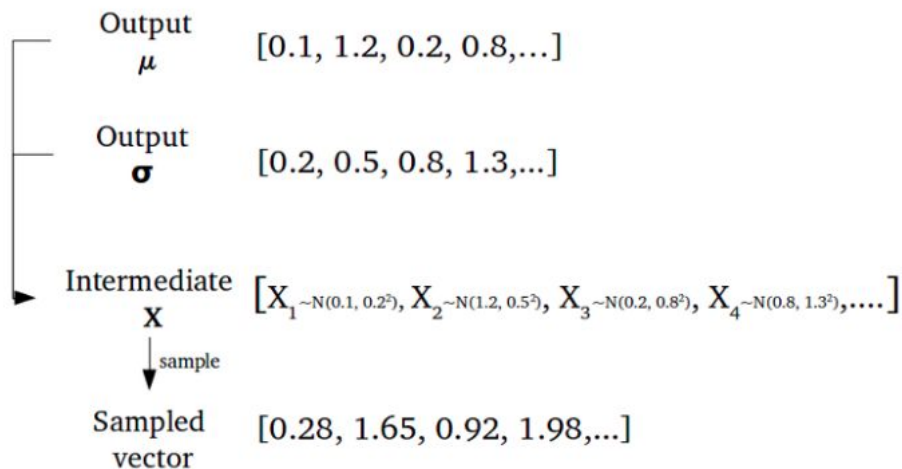 Output
μ [0.1, 1.2, 0.2, 0.8,...]
Output
σ [0.2, 0.5, 0.8, 1.3,...]
Intermediate
X [X₁~N(0.1, 0.2²), X₂~N(1.2, 0.5²), X₃~N(0.2, 0.8²), X₄~N(0.8, 1.3²),....]
sample
Sampled
vector [0.28, 1.65, 0.92, 1.98,...]